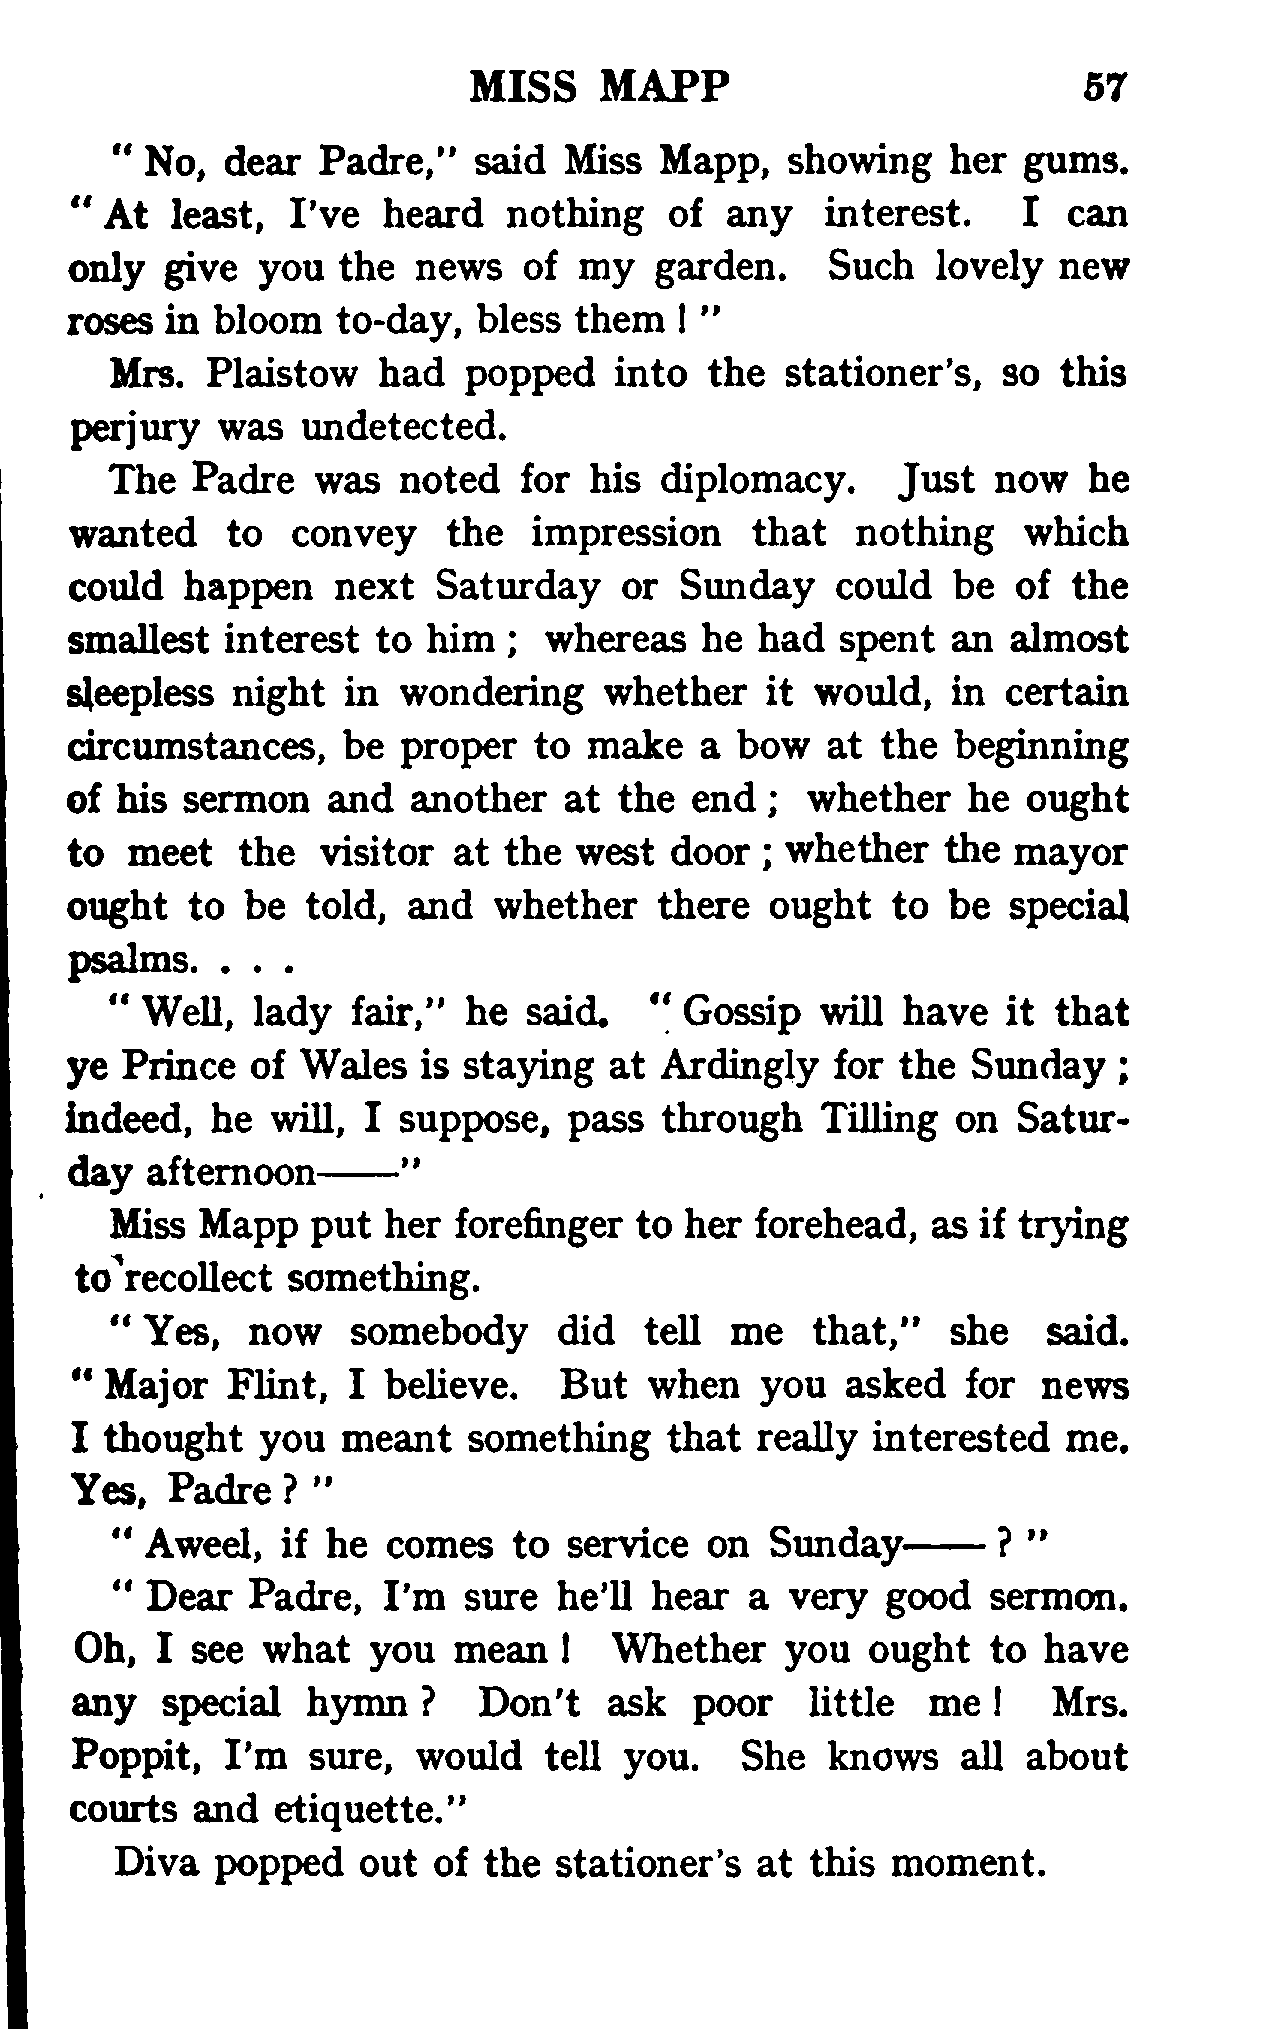 MISS MAPP 57
" No, dear Padre," said Miss Mapp, showing her gums.
" At least, I've heard nothing of any interest. I can
only give you the news of my garden. Such lovely new
roses in bloom to-day, bless them ! "
Mrs. Plaistow had popped into the stationer's, so this
perjury was undetected.
The Padre was noted for his diplomacy. Just now he
wanted to convey the impression that nothing which
could happen next Saturday or Sunday could be of the
smallest interest to him ; whereas he had spent an almost
sleepless night in wondering whether it would, in certain
circumstances, be proper to make a bow at the beginning
of his sermon and another at the end ; whether he ought
to meet the visitor at the west door ; whether the mayor
ought to be told, and whether there ought to be special
psalms. . . .
" Well, lady fair," he said. " Gossip will have it that
ye Prince of Wales is staying at Ardingly for the Sunday ;
indeed, he will, I suppose, pass through Tilling on Satur-
day afternoon——"
Miss Mapp put her forefinger to her forehead, as if trying
to recollect something.
" Yes, now somebody did tell me that," she said.
" Major Flint, I believe. But when you asked for news
I thought you meant something that really interested me.
Yes, Padre ? "
" Aweel, if he comes to service on Sunday—— ? "
" Dear Padre, I'm sure he'll hear a very good sermon.
Oh, I see what you mean ! Whether you ought to have
any special hymn ? Don't ask poor little me ! Mrs.
Poppit, I'm sure, would tell you. She knows all about
courts and etiquette."
Diva popped out of the stationer's at this moment.